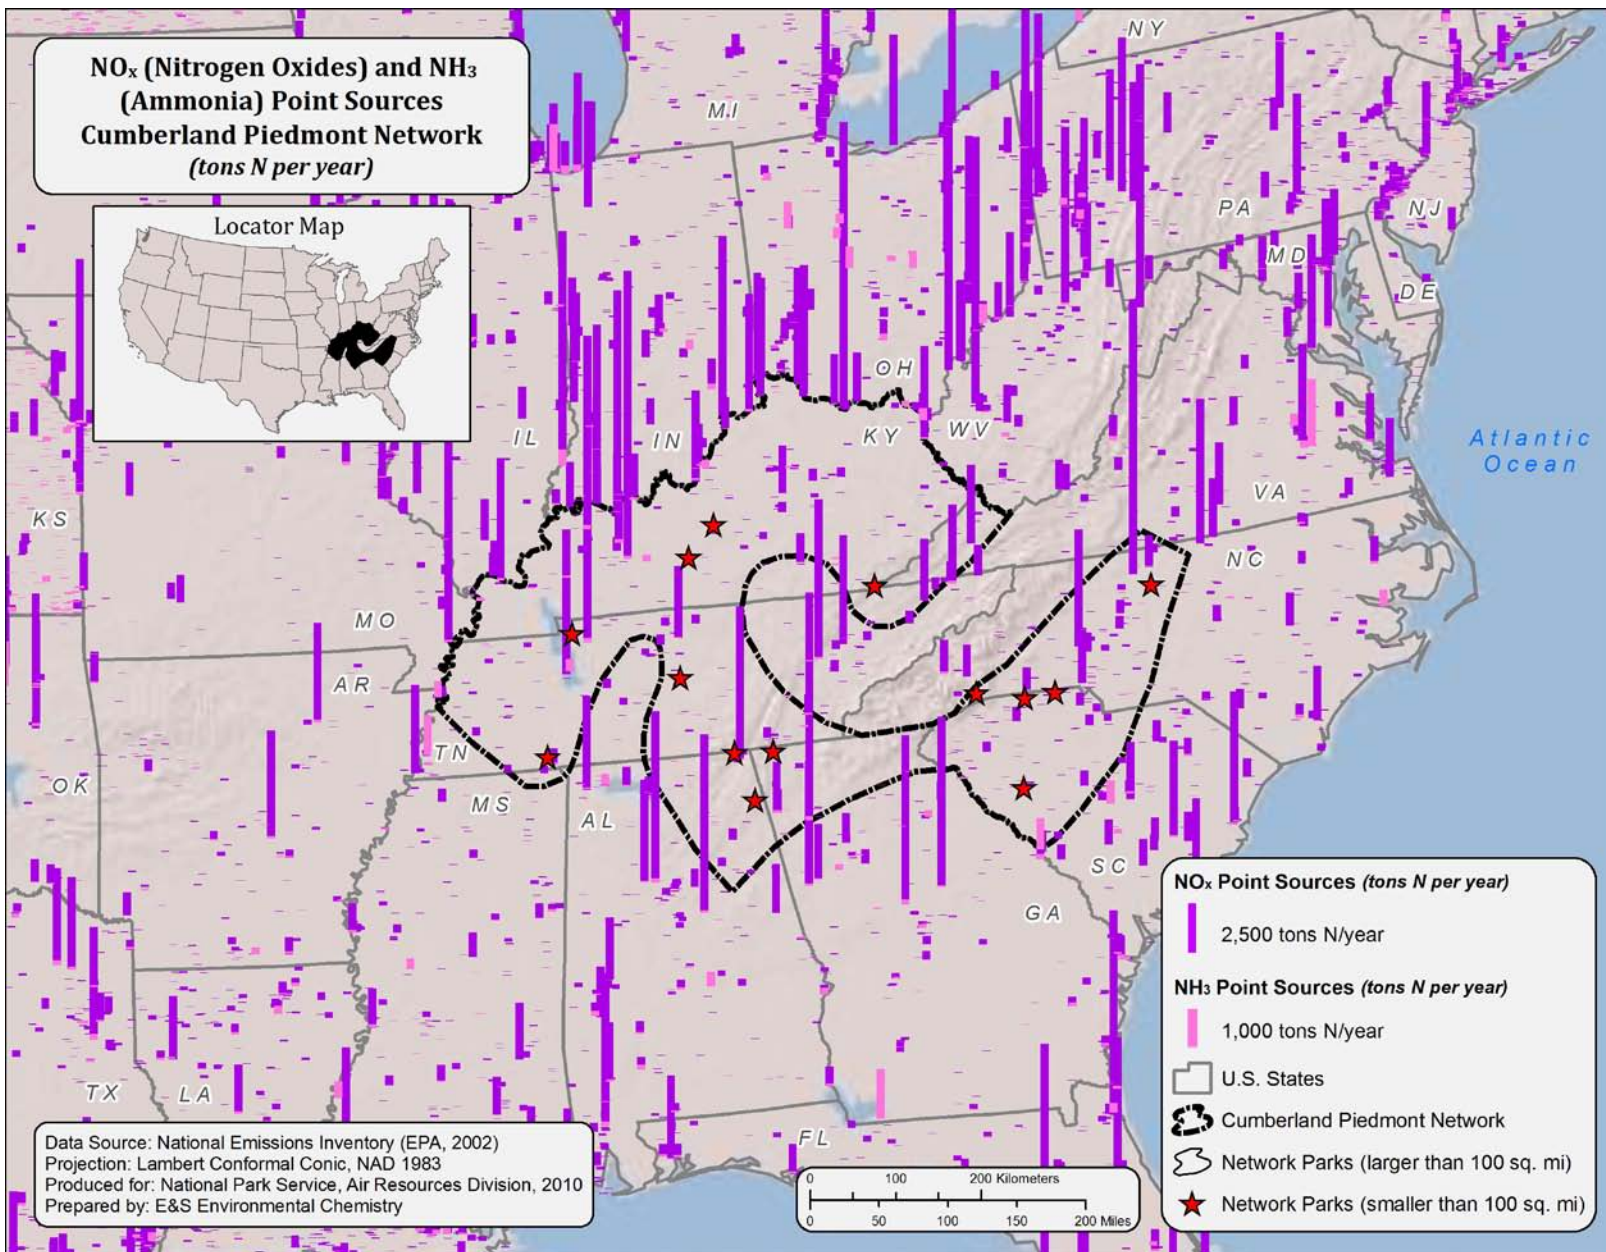 NOₓ (Nitrogen Oxides) and NH₃
(Ammonia) Point Sources
Cumberland Piedmont Network
(tons N per year)
Locator Map
NY
MI
PA
NJ
MD
DE
OH
IL
IN
KY
WV
Atlantic
Ocean
VA
KS
NC
MO
AR
TN
OK
MS
AL
SC
GA
TX
LA
FL
NOₓ Point Sources (tons N per year)
2,500 tons N/year
NH₃ Point Sources (tons N per year)
1,000 tons N/year
U.S. States
Cumberland Piedmont Network
Network Parks (larger than 100 sq. mi)
Network Parks (smaller than 100 sq. mi)
Data Source: National Emissions Inventory (EPA, 2002)
Projection: Lambert Conformal Conic, NAD 1983
Produced for: National Park Service, Air Resources Division, 2010
Prepared by: E&S Environmental Chemistry
0 100 200 Kilometers
0 50 100 150 200 Miles